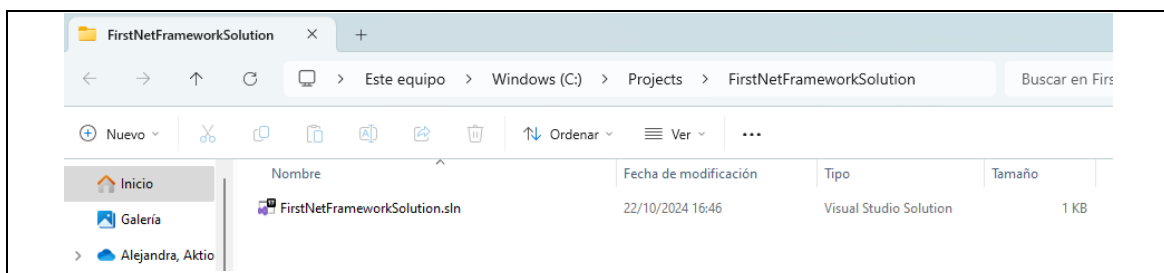 FirstNetFrameworkSolution
Este equipo > Windows (C:) > Projects > FirstNetFrameworkSolution Buscar en Firs
Nuevo Ordenar Ver
Inicio Nombre Fecha de modificación Tipo Tamaño
Galería FirstNetFrameworkSolution.sln 22/10/2024 16:46 Visual Studio Solution 1 KB
Alejandra, Aktio